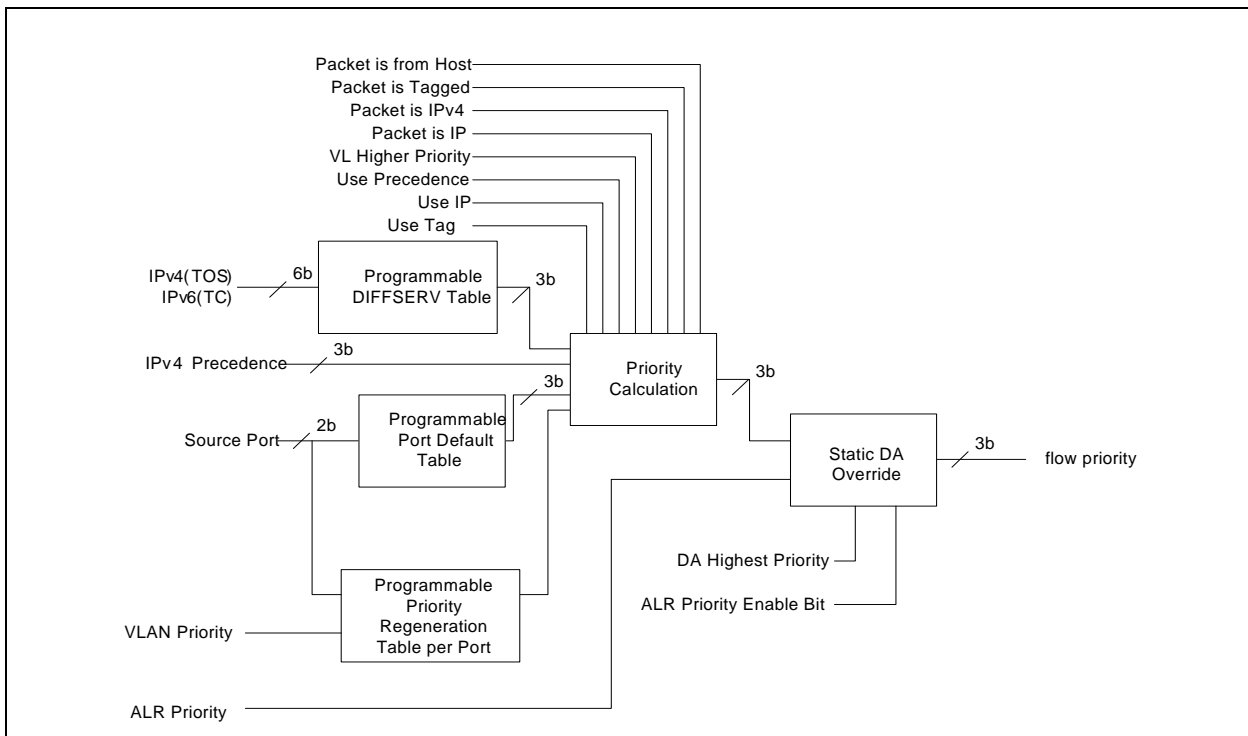 Packet is from Host
Packet is Tagged
Packet is IPv4
Packet is IP
VL Higher Priority
Use Precedence
Use IP
Use Tag
IPv4(TOS)
IPv6(TC)
6b
Programmable
DIFFSERV Table
3b
IPv4 Precedence
3b
Priority
Calculation
3b
3b
Source Port
2b
Programmable
Port Default
Table
Static DA
Override
3b
flow priority
DA Highest Priority
ALR Priority Enable Bit
Programmable
Priority
Regeneration
Table per Port
VLAN Priority
ALR Priority